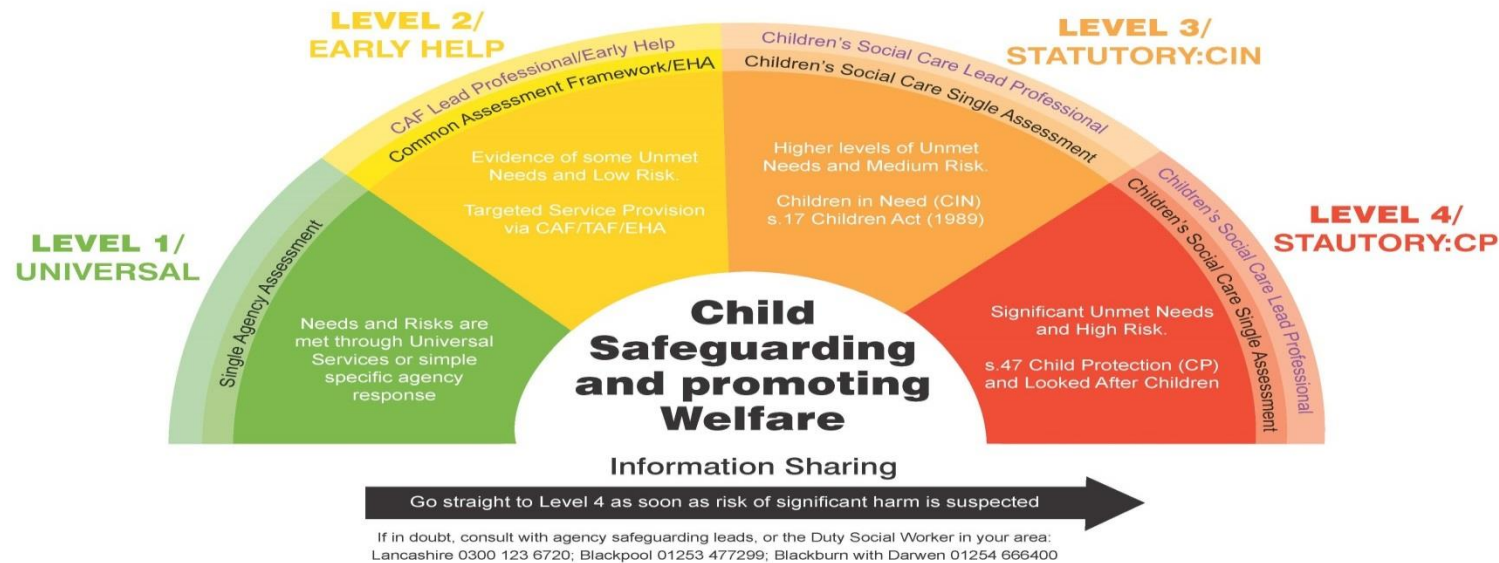 LEVEL 1/
UNIVERSAL
Single Agency Assessment
Needs and Risks are
met through Universal
Services or simple
specific agency
response
LEVEL 2/
EARLY HELP
CAF Lead Professional/Early Help
Common Assessment Framework/EHA
Evidence of some Unmet
Needs and Low Risk.
Targeted Service Provision
via CAF/TAF/EHA
LEVEL 3/
STATUTORY:CIN
Children's Social Care Lead Professional
Children's Social Care Single Assessment
Higher levels of Unmet
Needs and Medium Risk.
Children in Need (CIN)
s.17 Children Act (1989)
LEVEL 4/
STAUTORY:CP
Children's Social Care Lead Professional
Children's Social Care Single Assessment
Significant Unmet Needs
and High Risk.
s.47 Child Protection (CP)
and Looked After Children
Child
Safeguarding
and promoting
Welfare
Information Sharing
Go straight to Level 4 as soon as risk of significant harm is suspected
If in doubt, consult with agency safeguarding leads, or the Duty Social Worker in your area:
Lancashire 0300 123 6720; Blackpool 01253 477299; Blackburn with Darwen 01254 666400